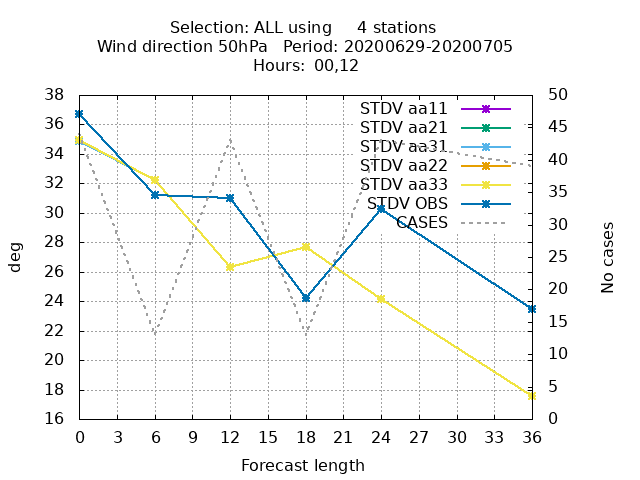 Selection: ALL using     4 stations
Wind direction 50hPa   Period: 20200629-20200705
Hours:  00,12
38
36
34
32
30
28
26
24
22
20
18
16
deg
50
45
40
35
30
25
20
15
10
5
0
No cases
STDV aa11
STDV aa21
STDV aa31
STDV aa22
STDV aa33
STDV OBS
CASES
0 3 6 9 12 15 18 21 24 27 30 33 36
Forecast length